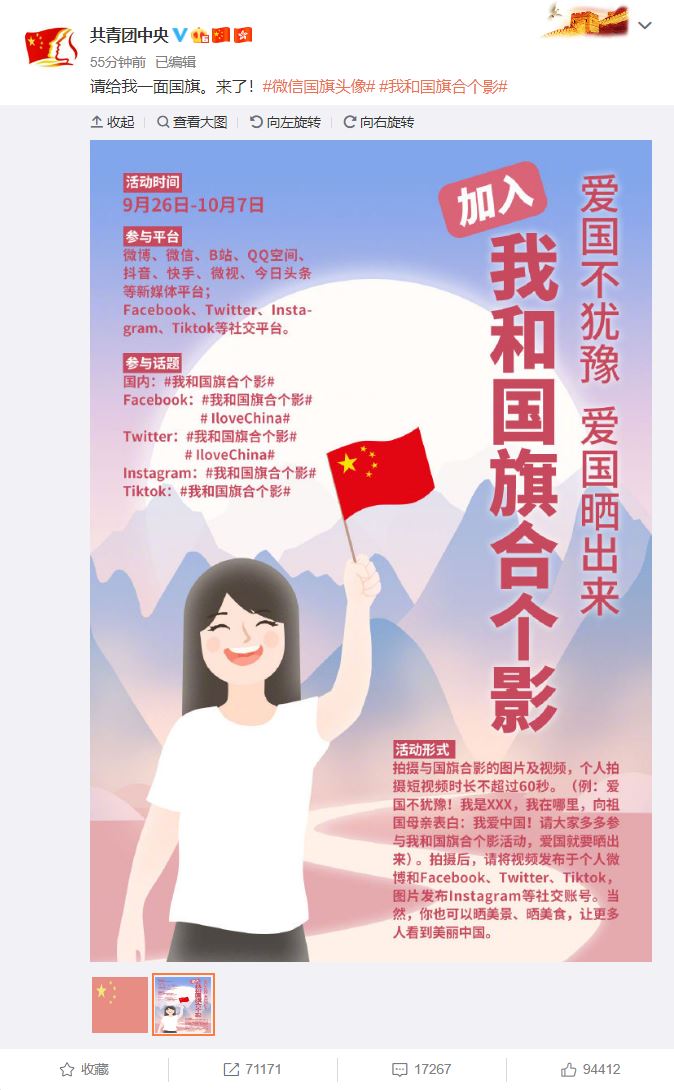 共青团中央
55分钟前 已编辑
请给我一面国旗。来了！#微信国旗头像# #我和国旗合个影#
收起 查看大图 向左旋转 向右旋转
活动时间
9月26日-10月7日
参与平台
微博、微信、B站、QQ空间、
抖音、快手、微视、今日头条
等新媒体平台；
Facebook、Twitter、Insta-
gram、Tiktok等社交平台。
参与话题
国内：#我和国旗合个影#
Facebook：#我和国旗合个影#
# IloveChina#
Twitter：#我和国旗合个影#
# IloveChina#
Instagram：#我和国旗合个影#
Tiktok：#我和国旗合个影#
加入
我和国旗合个影
爱国不犹豫 爱国晒出来
活动形式
拍摄与国旗合影的图片及视频，个人拍
摄短视频时长不超过60秒。（例：爱
国不犹豫！我是XXX，我在哪里，向祖
国母亲表白：我爱中国！请大家多多参
与我和国旗合个影活动，爱国就要晒出
来）。拍摄后，请将视频发布于个人微
博和Facebook、Twitter、Tiktok，
图片发布Instagram等社交账号。当
然，你也可以晒美景、晒美食，让更多
人看到美丽中国。
收藏 71171 17267 94412